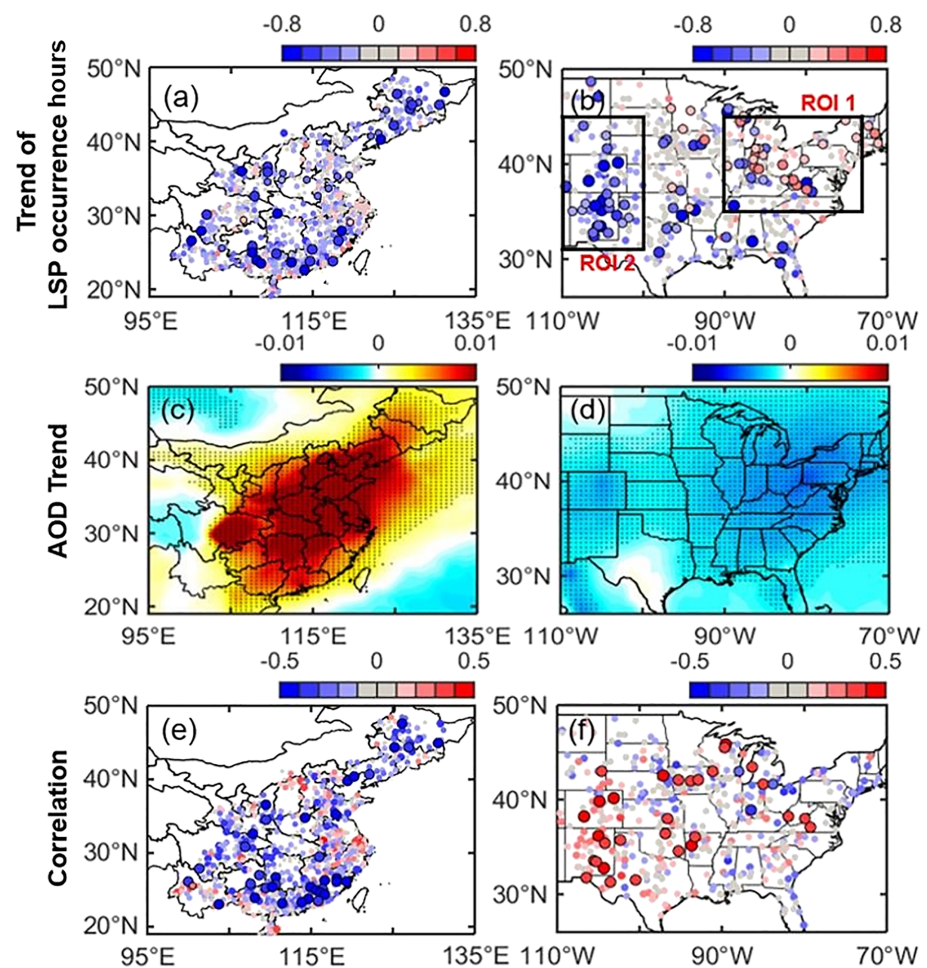 -0.8 0 0.8 -0.8 0 0.8
Trend of
LSP occurrence hours
50°N (a) 50°N (b) ROI 1
40°N 40°N
30°N 30°N
ROI 2
20°N
95°E 115°E 135°E 110°W 90°W 70°W
-0.01 0 0.01 -0.01 0 0.01
AOD Trend
50°N (c) 50°N (d)
40°N 40°N
30°N 30°N
20°N
95°E 115°E 135°E 110°W 90°W 70°W
-0.5 0 0.5 -0.5 0 0.5
Correlation
50°N (e) 50°N (f)
40°N 40°N
30°N 30°N
20°N
95°E 115°E 135°E 110°W 90°W 70°W